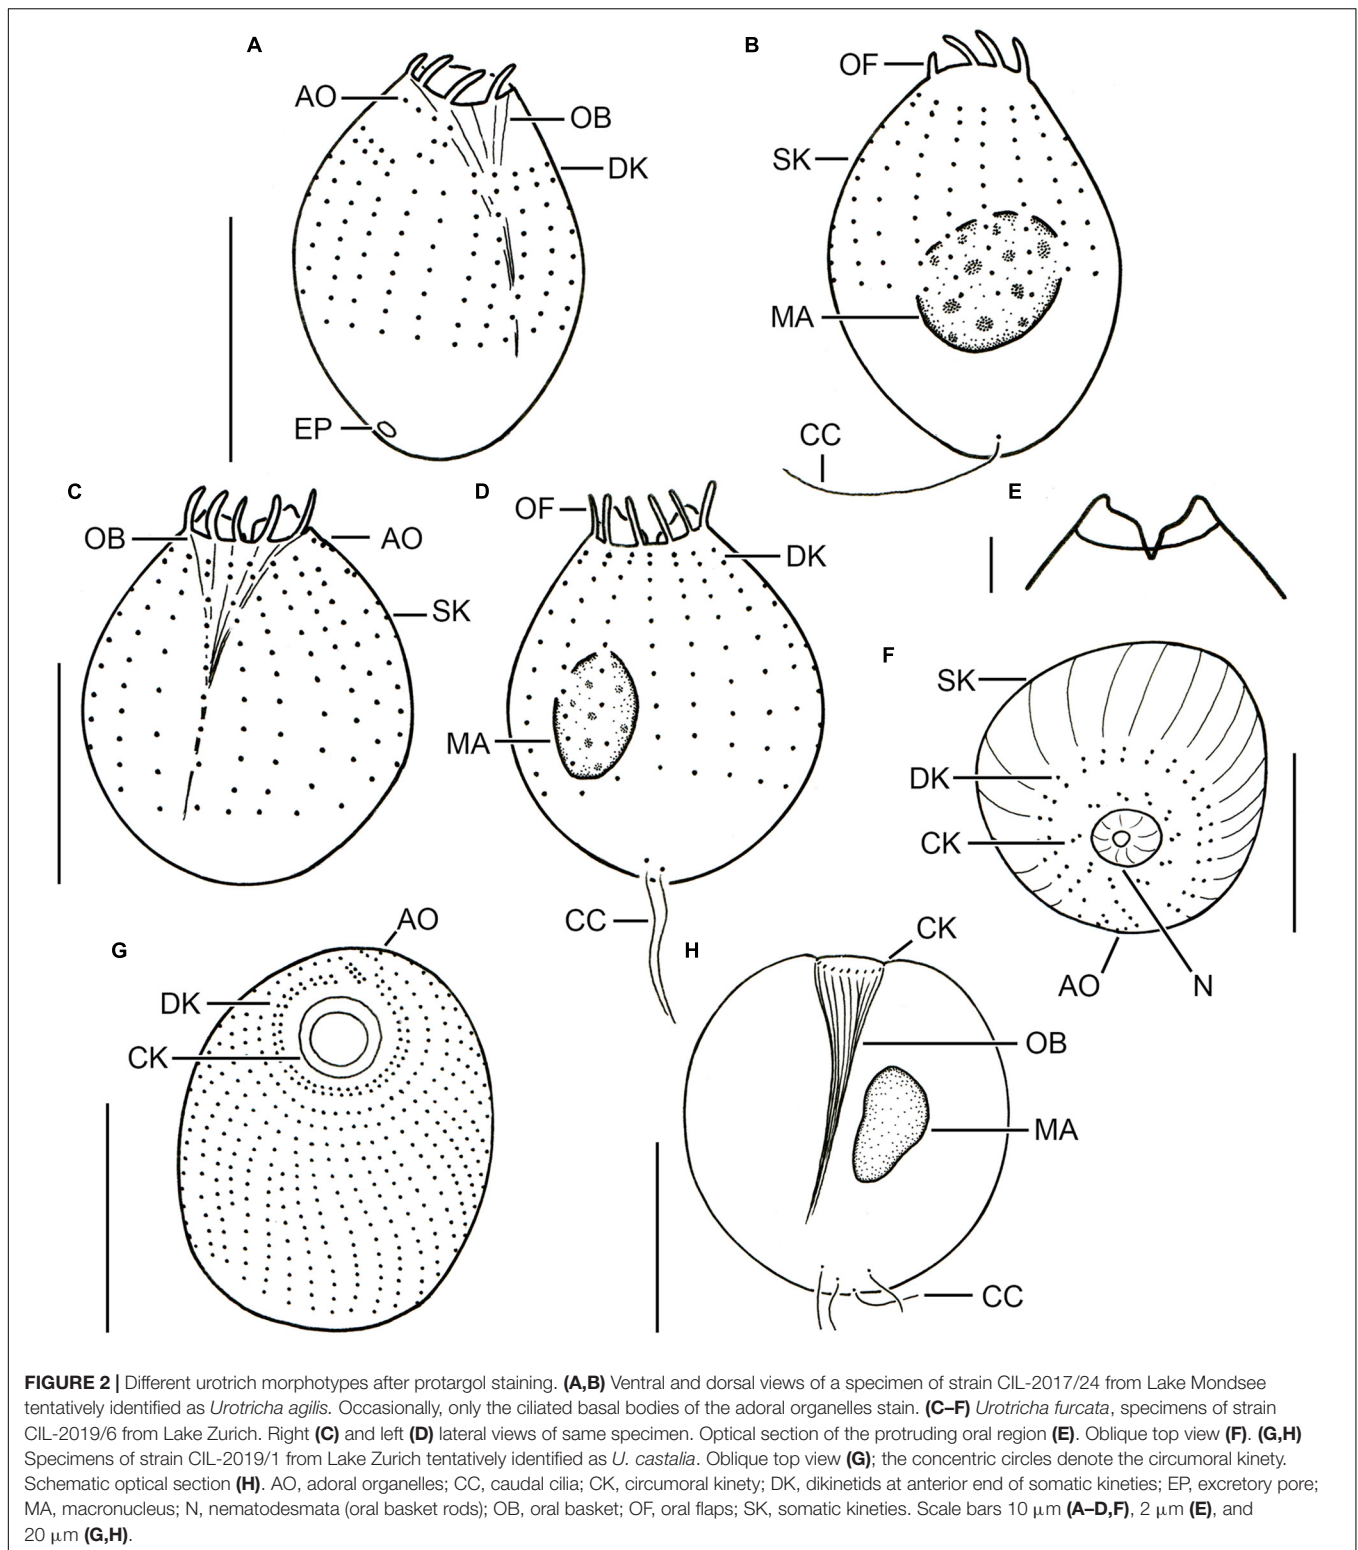 A
B
AO
OF
OB
SK
DK
MA
EP
CC
C
D
E
OB
AO
OF
DK
SK
MA
F
SK
DK
CK
CC
AO
N
G
AO
DK
CK
H
CK
OB
MA
CC
FIGURE 2 | Different urotrich morphotypes after protargol staining. (A,B) Ventral and dorsal views of a specimen of strain CIL-2017/24 from Lake Mondsee
tentatively identified as Urotricha agilis. Occasionally, only the ciliated basal bodies of the adoral organelles stain. (C–F) Urotricha furcata, specimens of strain
CIL-2019/6 from Lake Zurich. Right (C) and left (D) lateral views of same specimen. Optical section of the protruding oral region (E). Oblique top view (F). (G,H)
Specimens of strain CIL-2019/1 from Lake Zurich tentatively identified as U. castalia. Oblique top view (G); the concentric circles denote the circumoral kinety.
Schematic optical section (H). AO, adoral organelles; CC, caudal cilia; CK, circumoral kinety; DK, dikinetids at anterior end of somatic kineties; EP, excretory pore;
MA, macronucleus; N, nematodesmata (oral basket rods); OB, oral basket; OF, oral flaps; SK, somatic kineties. Scale bars 10 μm (A–D,F), 2 μm (E), and
20 μm (G,H).